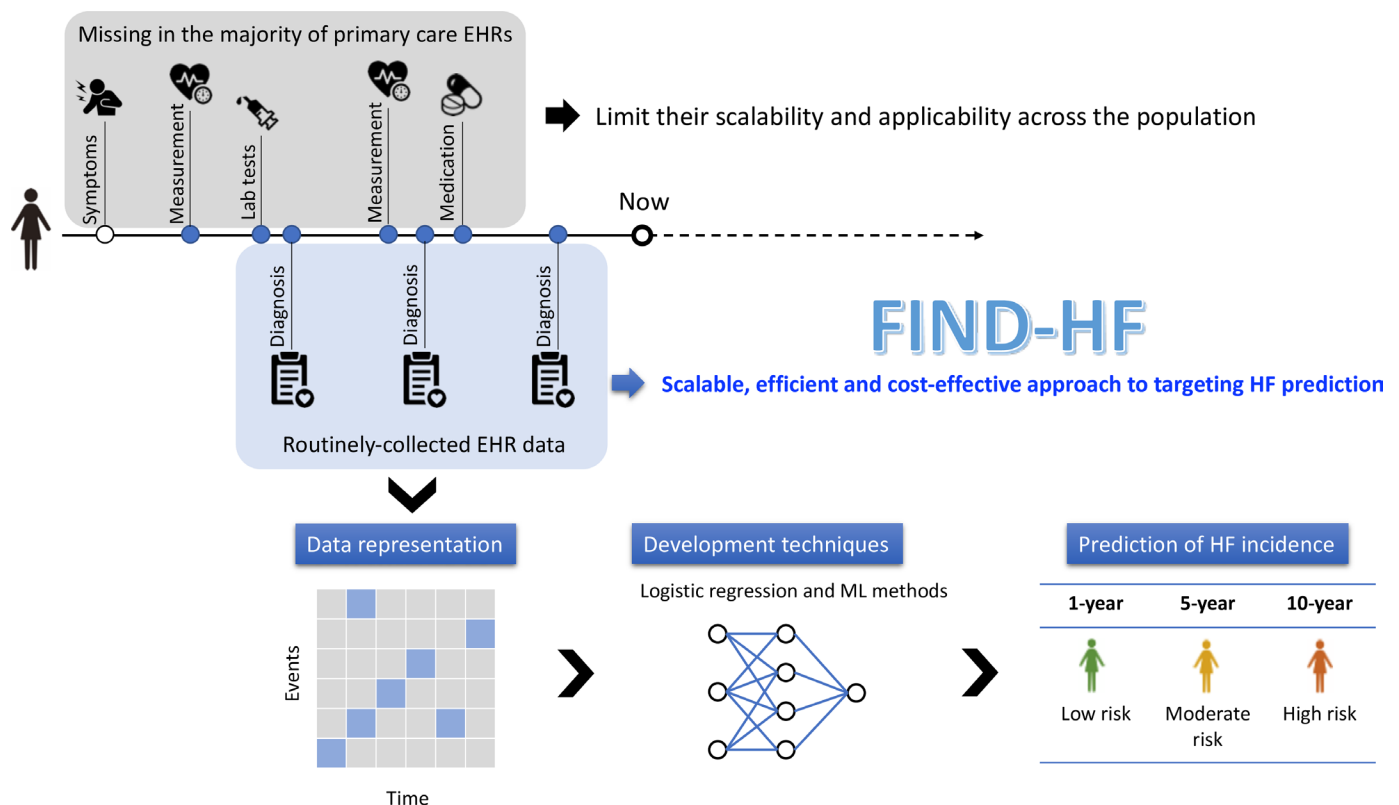 Missing in the majority of primary care EHRs
Symptoms
Measurement
Lab tests
Measurement
Medication
Limit their scalability and applicability across the population
Now
Diagnosis
Diagnosis
Diagnosis
Routinely-collected EHR data
FIND-HF
Scalable, efficient and cost-effective approach to targeting HF prediction
Data representation
Events
Time
Development techniques
Logistic regression and ML methods
Prediction of HF incidence
1-year 5-year 10-year
Low risk Moderate High risk
risk